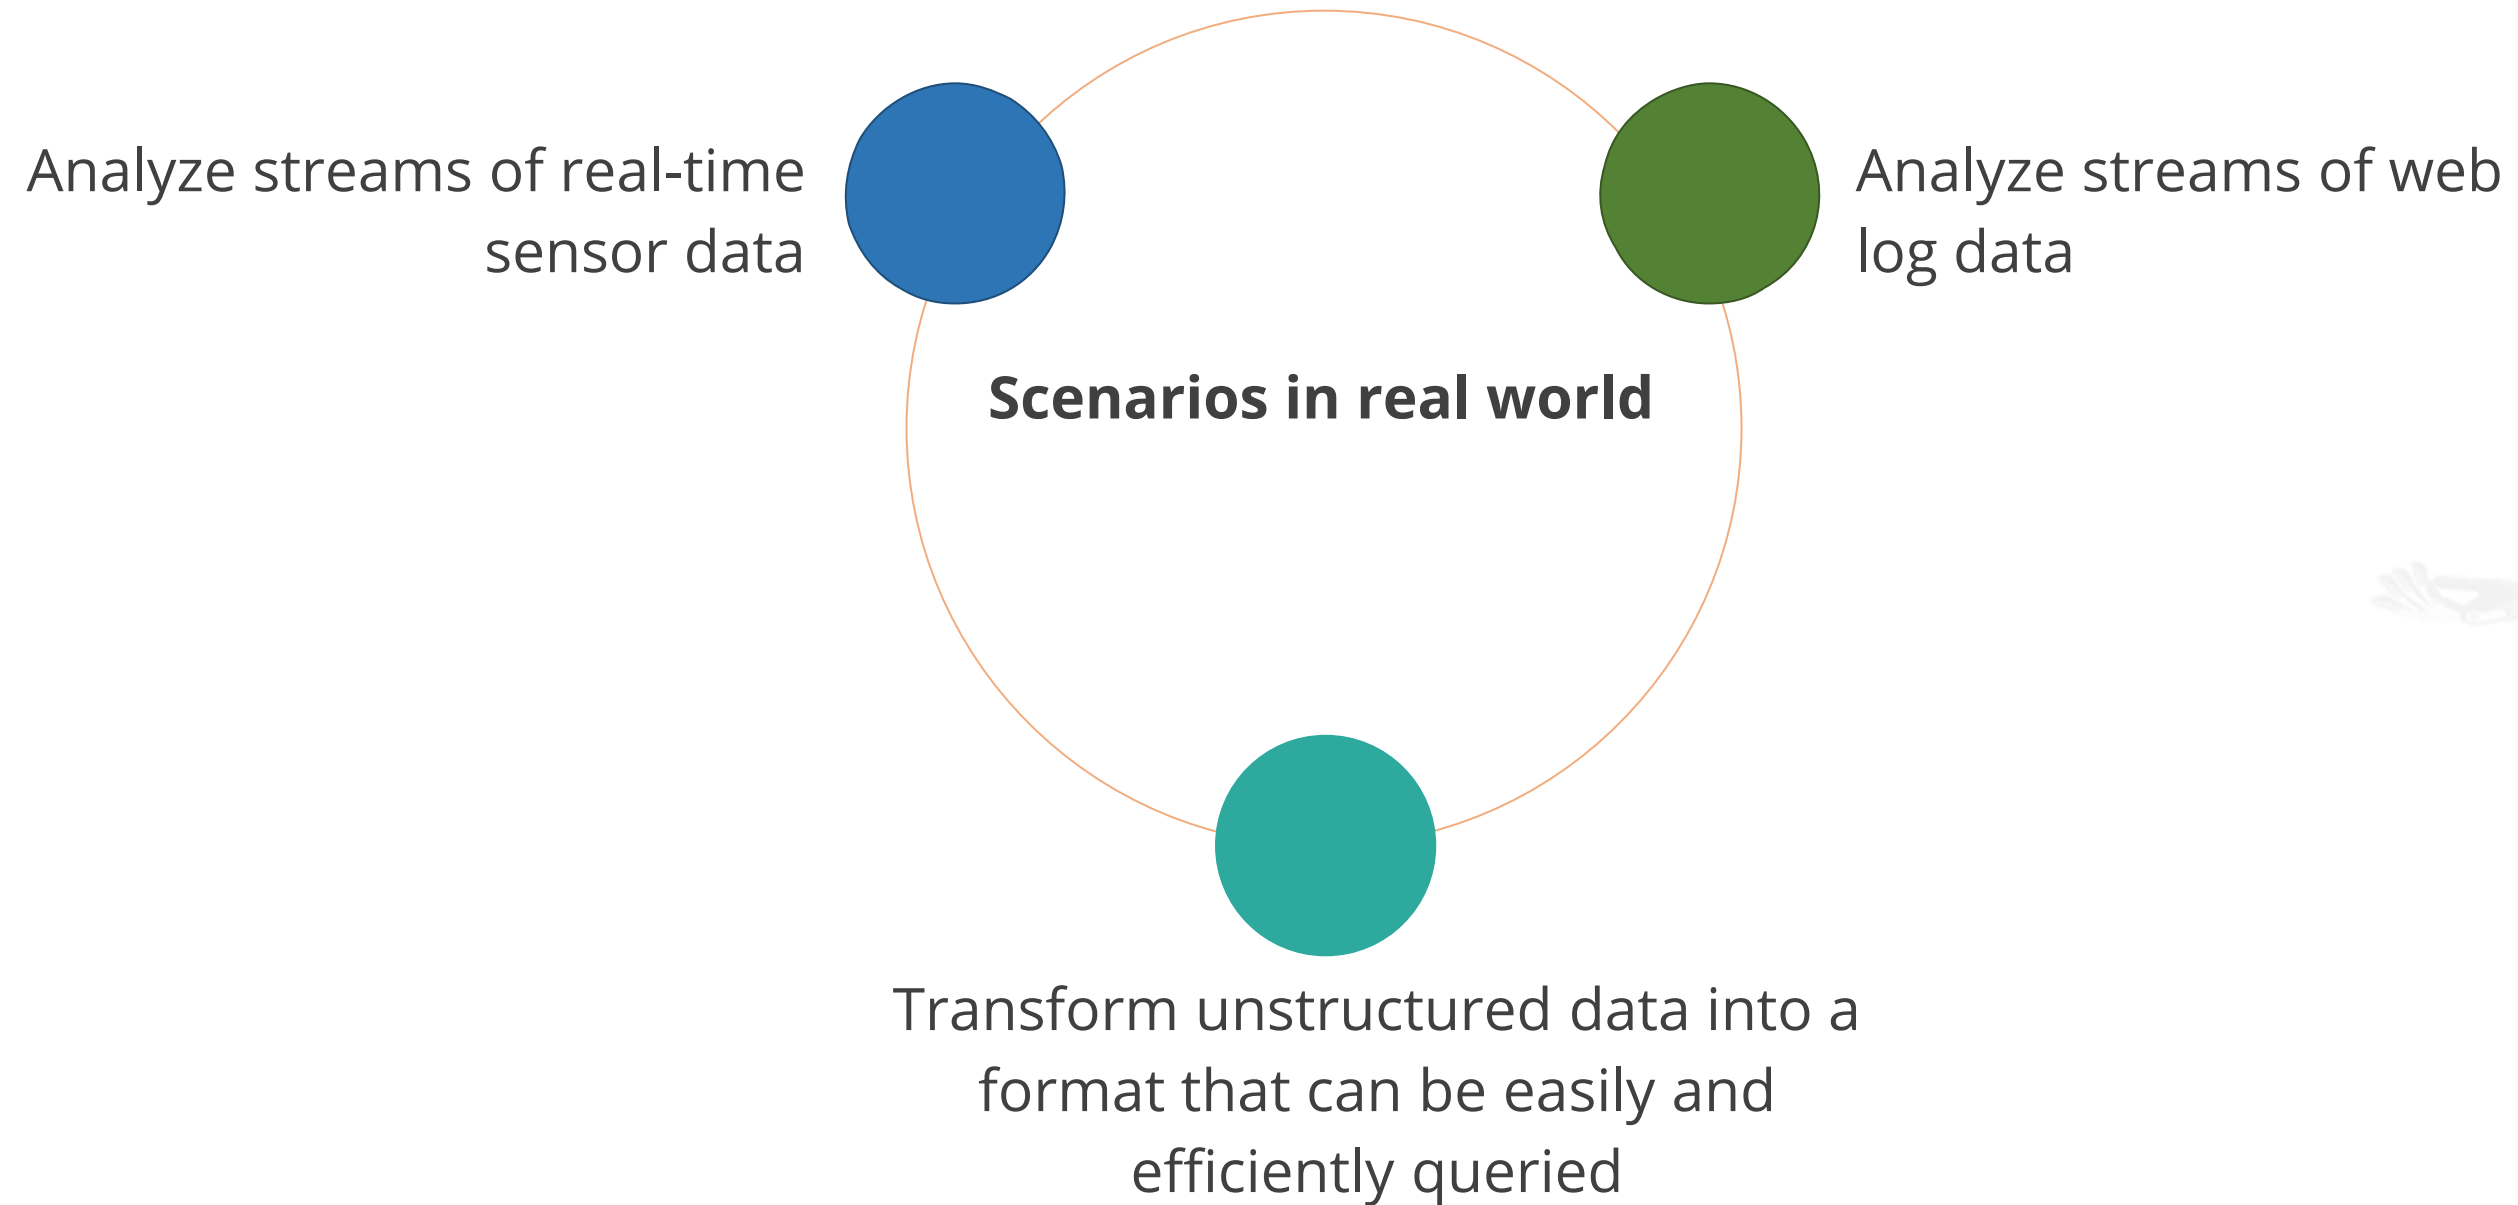 Analyze streams of real-time
sensor data
Analyze streams of web
log data
Scenarios in real world
Transform unstructured data into a
format that can be easily and
efficiently queried